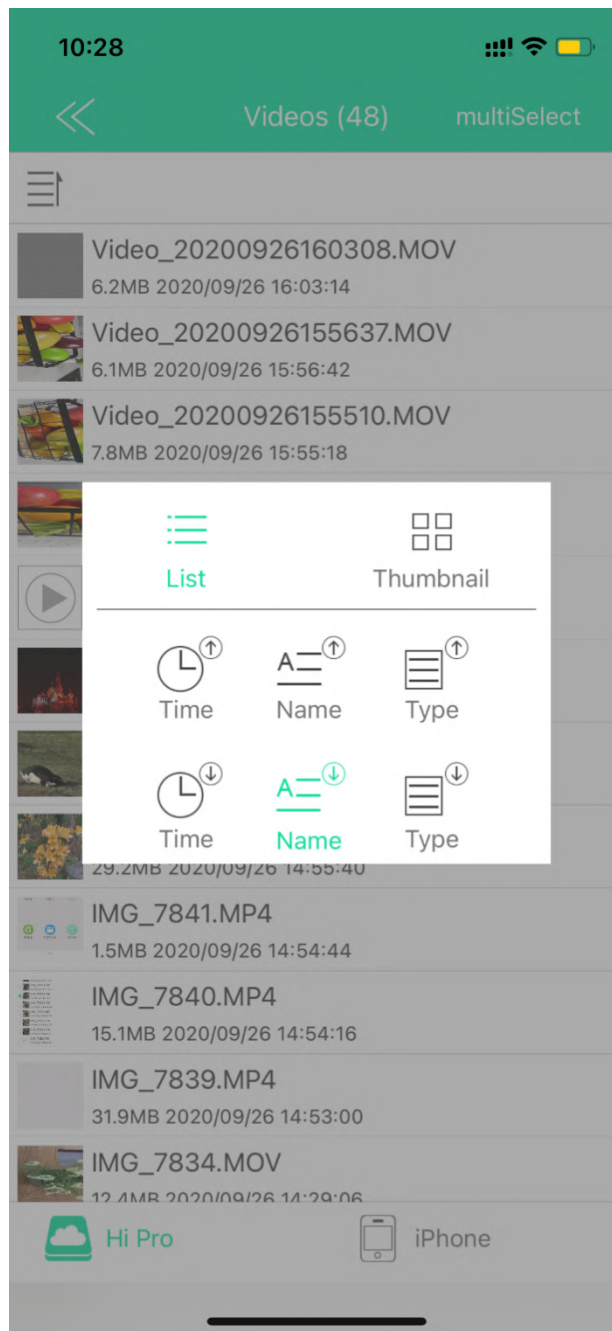 10:28
Videos (48)
multiSelect
Video_20200926160308.MOV
6.2MB 2020/09/26 16:03:14
Video_20200926155637.MOV
6.1MB 2020/09/26 15:56:42
Video_20200926155510.MOV
7.8MB 2020/09/26 15:55:18
List
Thumbnail
Time
Name
Type
Time
Name
Type
29.2MB 2020/09/26 14:55:40
IMG_7841.MP4
1.5MB 2020/09/26 14:54:44
IMG_7840.MP4
15.1MB 2020/09/26 14:54:16
IMG_7839.MP4
31.9MB 2020/09/26 14:53:00
IMG_7834.MOV
12.4MB 2020/09/26 14:29:06
Hi Pro
iPhone